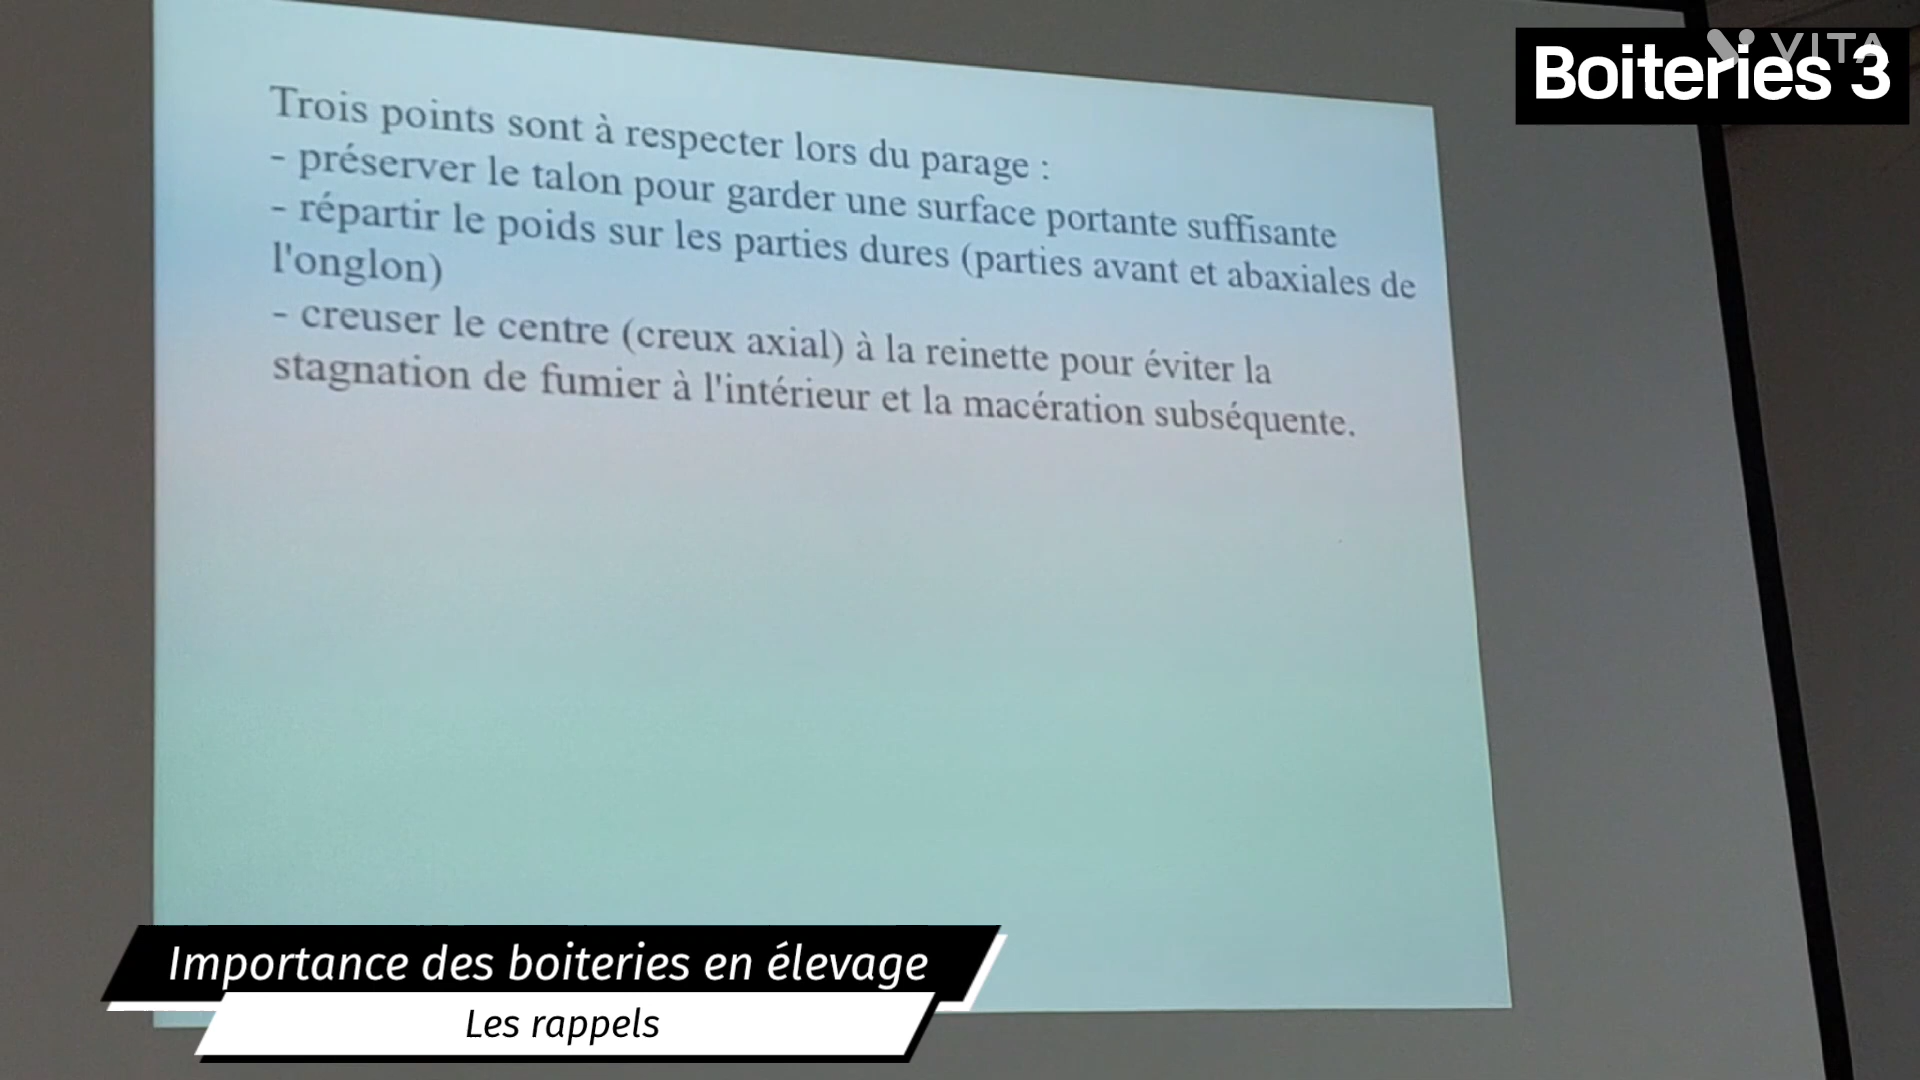 VITA
Boiteries 3
Trois points sont à respecter lors du parage :
- préserver le talon pour garder une surface portante suffisante
- répartir le poids sur les parties dures (parties avant et abaxiales de
l'onglon)
- creuser le centre (creux axial) à la reinette pour éviter la
stagnation de fumier à l'intérieur et la macération subséquente.
Importance des boiteries en élevage
Les rappels